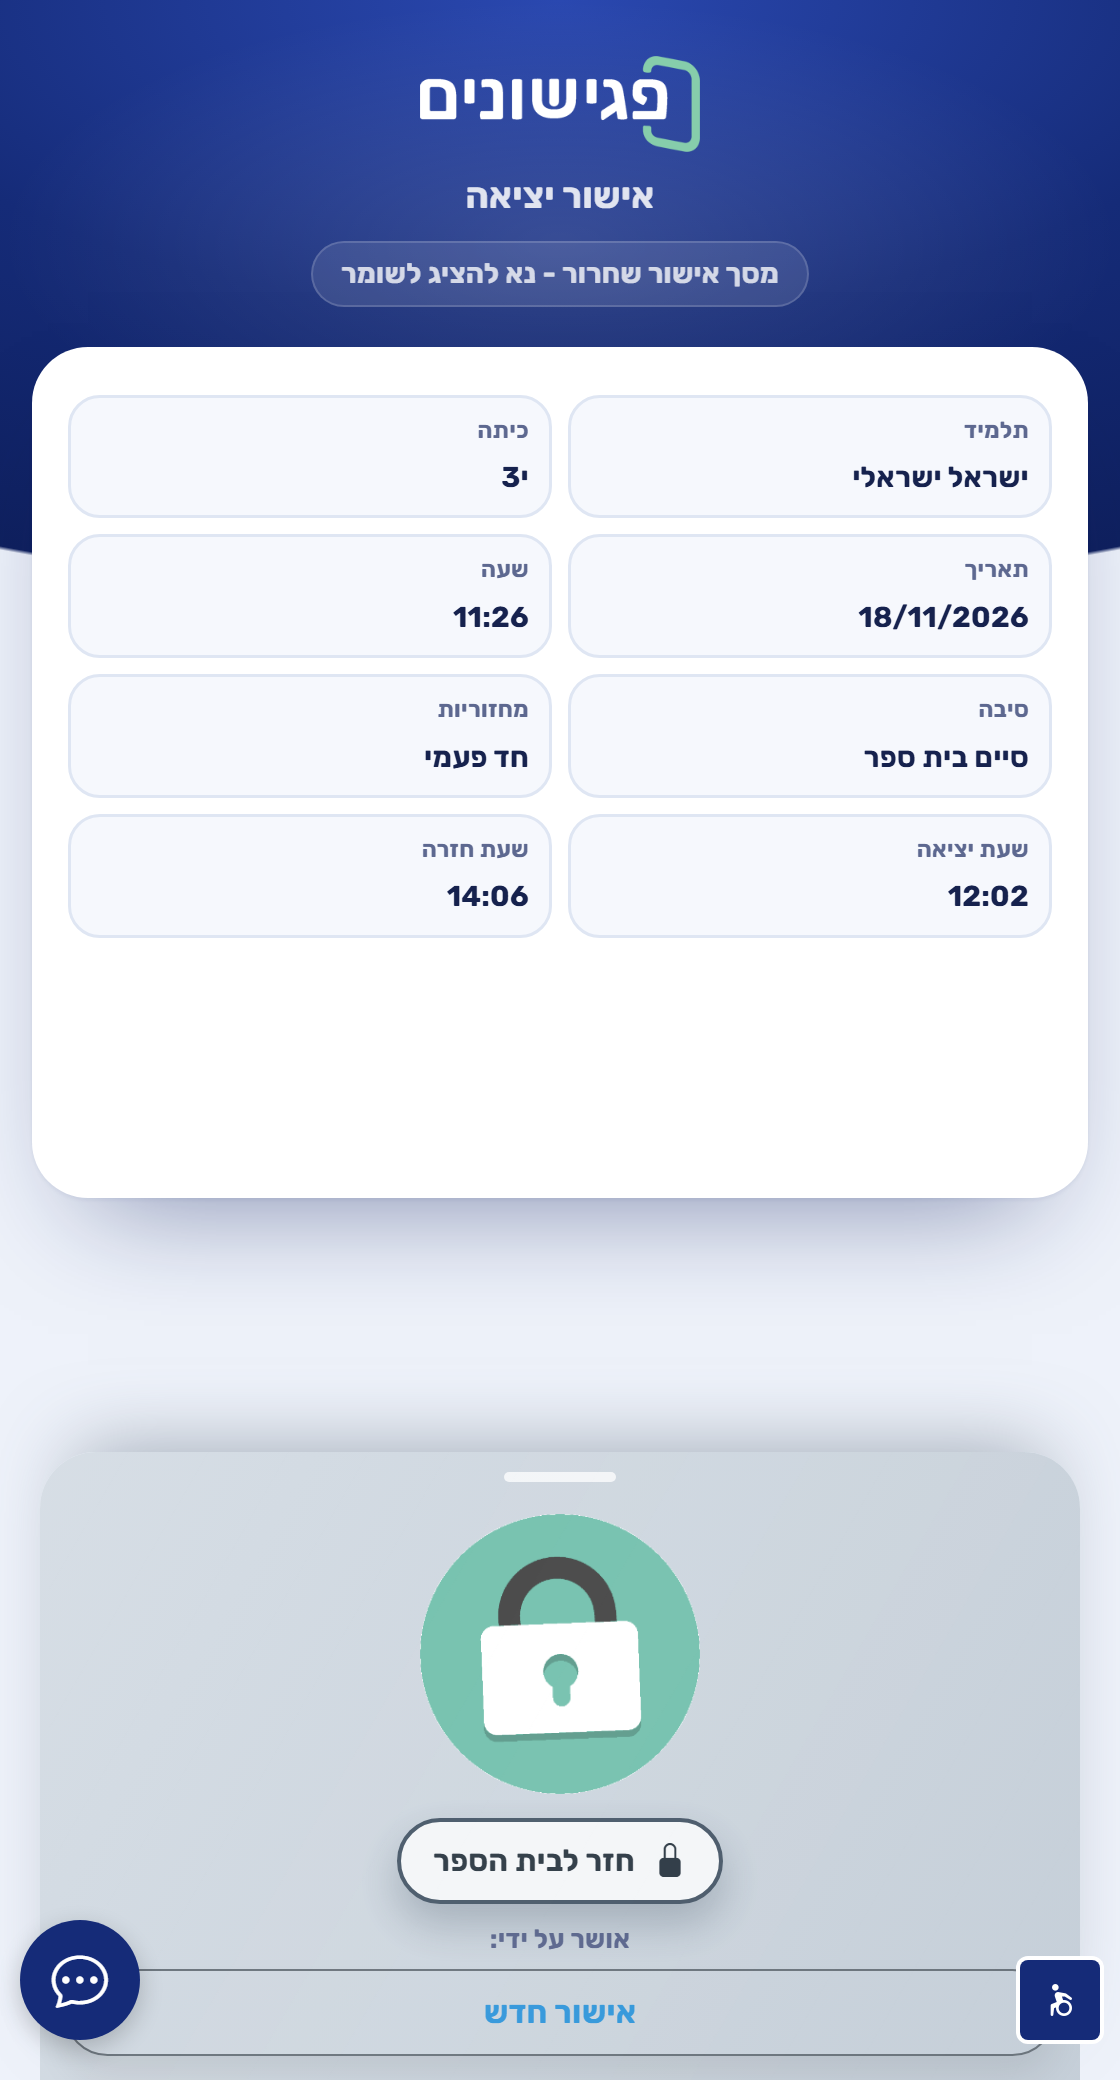 פגישונים
אישור יציאה
מסך אישור שחרור - נא להציג לשומר
תלמיד
ישראל ישראלי
כיתה
י3
תאריך
18/11/2026
שעה
11:26
סיבה
סיים בית ספר
מחזוריות
חד פעמי
שעת יציאה
12:02
שעת חזרה
14:06
חזר לבית הספר
אושר על ידי:
אישור חדש